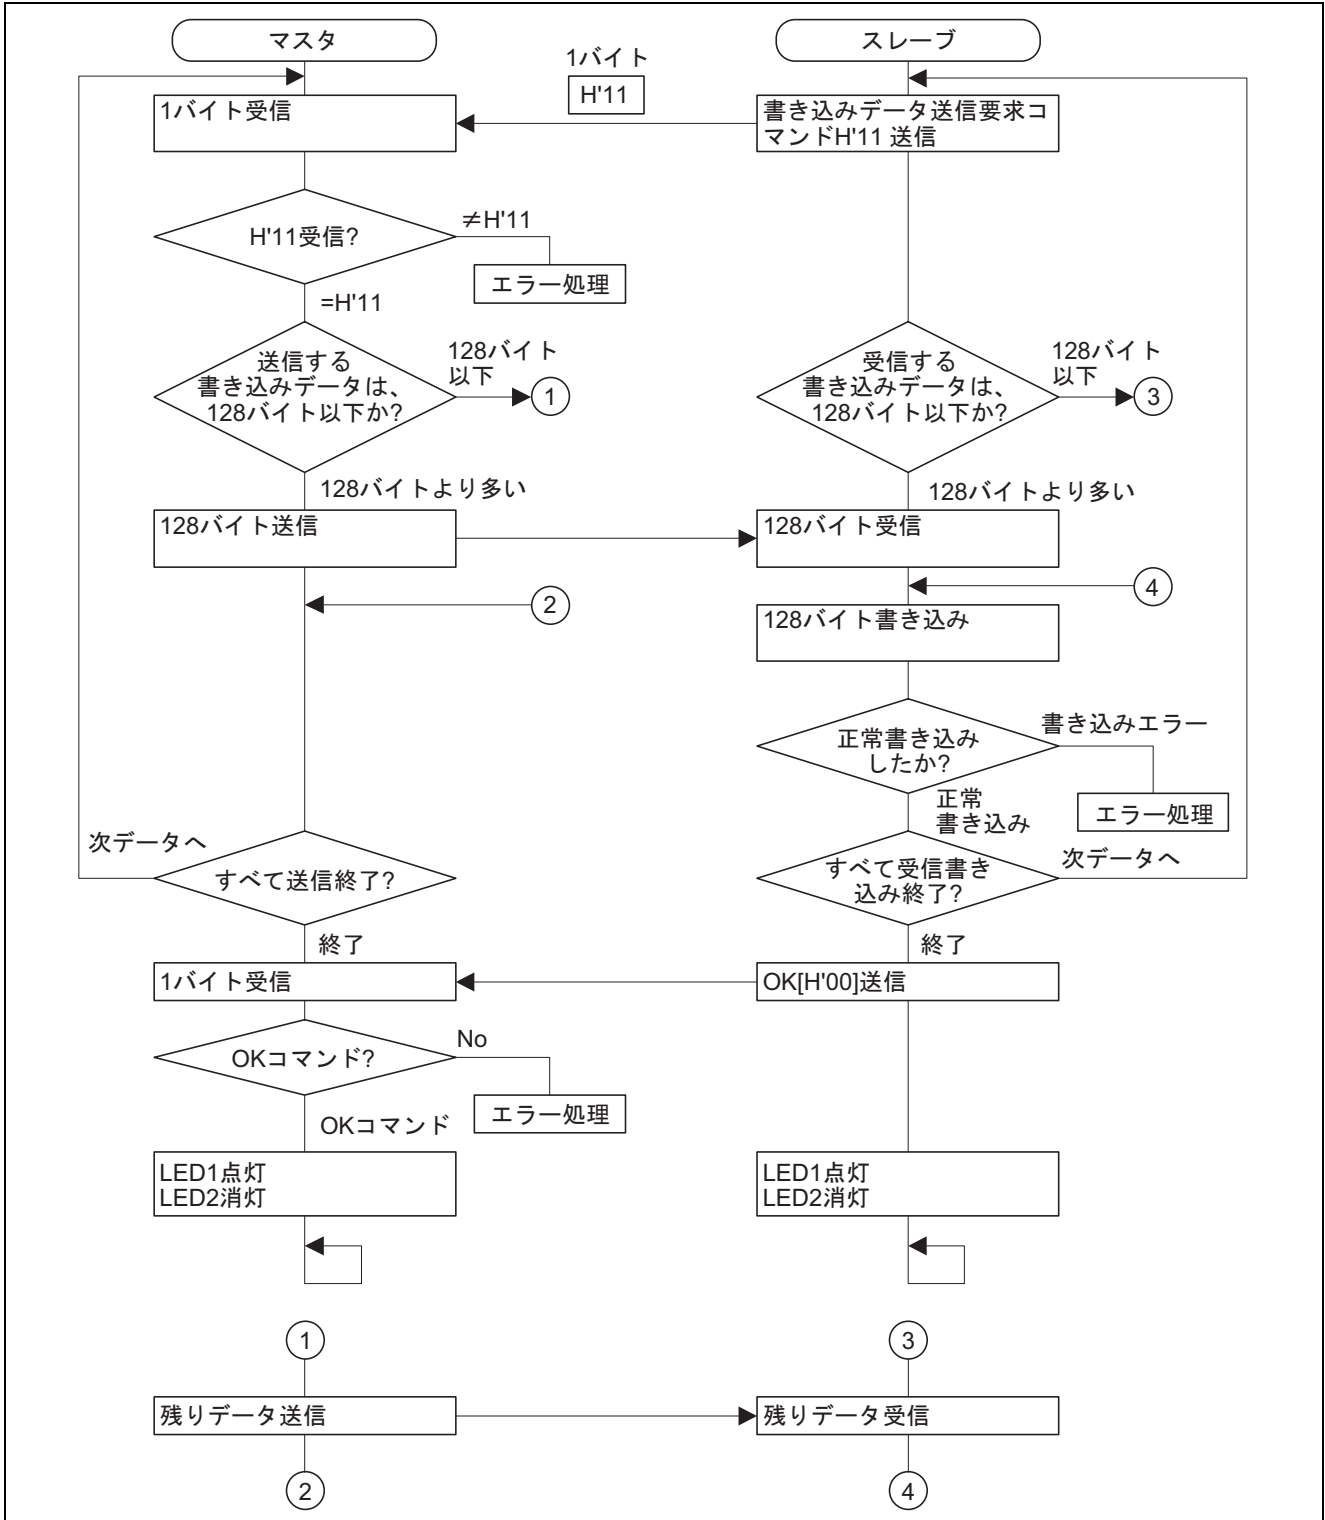 マスタ
スレーブ
1バイト
H'11
1バイト受信
書き込みデータ送信要求コ
マンドH'11 送信
H'11受信?
≠H'11
エラー処理
=H'11
送信する
書き込みデータは、
128バイト以下か?
128バイト
以下
1
受信する
書き込みデータは、
128バイト以下か?
128バイト
以下
3
128バイトより多い
128バイトより多い
128バイト送信
128バイト受信
2
4
128バイト書き込み
正常書き込み
したか?
書き込みエラー
エラー処理
正常
書き込み
次データへ
すべて送信終了?
すべて受信書き
込み終了?
次データへ
終了
終了
1バイト受信
OK[H'00]送信
OKコマンド?
No
エラー処理
OKコマンド
LED1点灯
LED2消灯
LED1点灯
LED2消灯
1
3
残りデータ送信
残りデータ受信
2
4